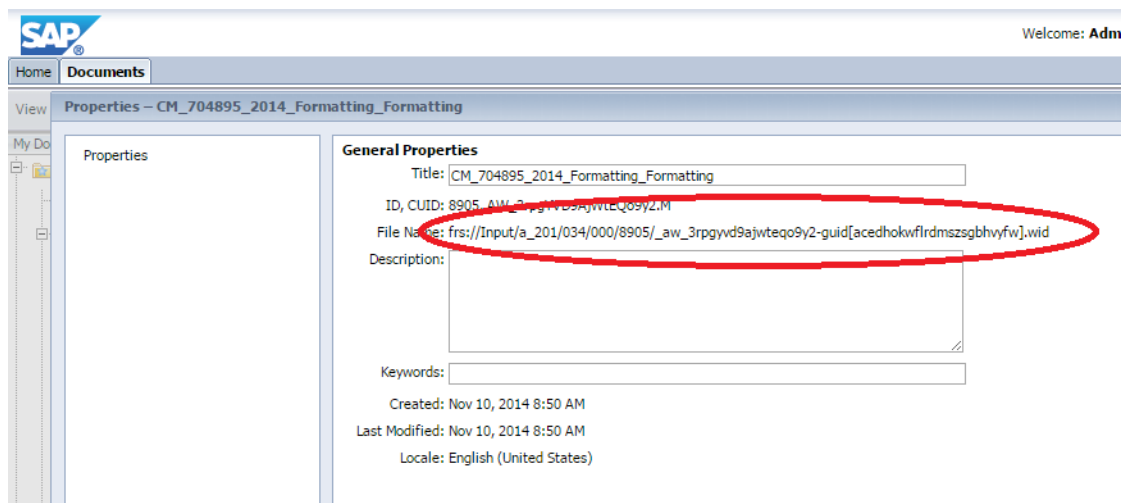 SAP®
Welcome: Adm
Home Documents
View
Properties – CM_704895_2014_Formatting_Formatting
My Do
Properties
General Properties
Title: CM_704895_2014_Formatting_Formatting
ID, CUID: 8905, AW_3rpgYVD9AjWtEQo9y2.M
File Name: frs://Input/a_201/034/000/8905/_aw_3rpgyvd9ajwteqo9y2-guid[acedhokwflrdmszsgbhvyfw].wid
Description:
Keywords:
Created: Nov 10, 2014 8:50 AM
Last Modified: Nov 10, 2014 8:50 AM
Locale: English (United States)